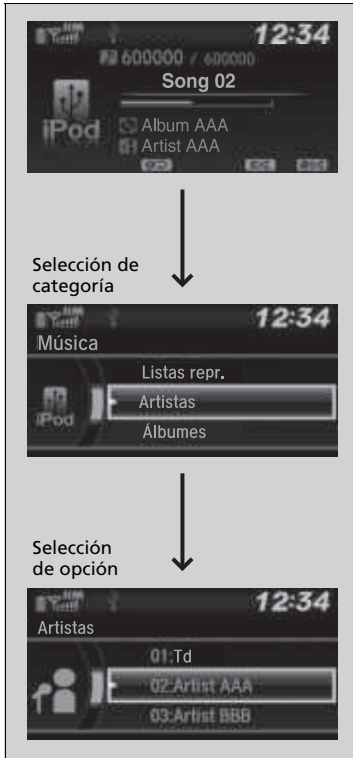 12:34
600000 / 600000
Song 02
iPod
Album AAA
Artist AAA
Selección de
categoría
12:34
Música
Listas repr.
Artistas
iPod
Álbumes
Selección
de opción
12:34
Artistas
01:Td
02:Artist AAA
03:Artist BBB